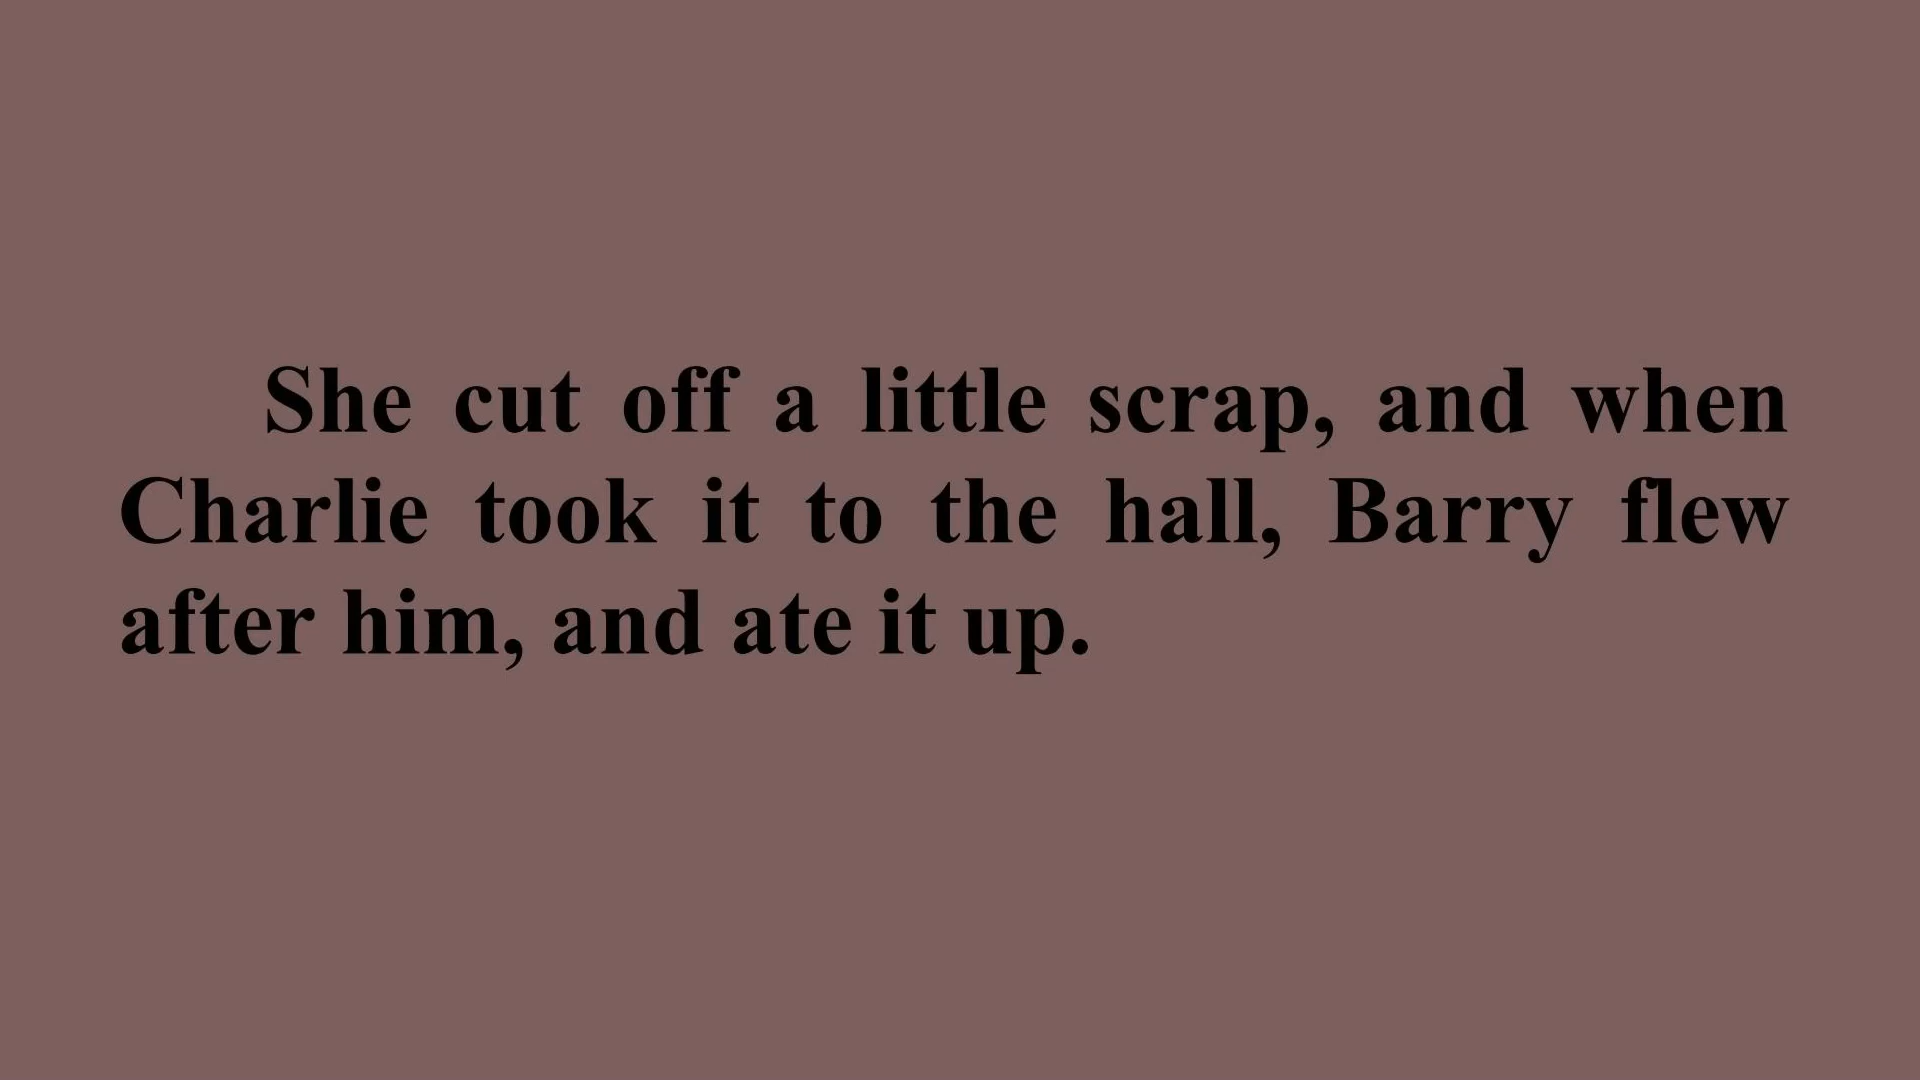 She cut off a little scrap, and when
Charlie took it to the hall, Barry flew
after him, and ate it up.